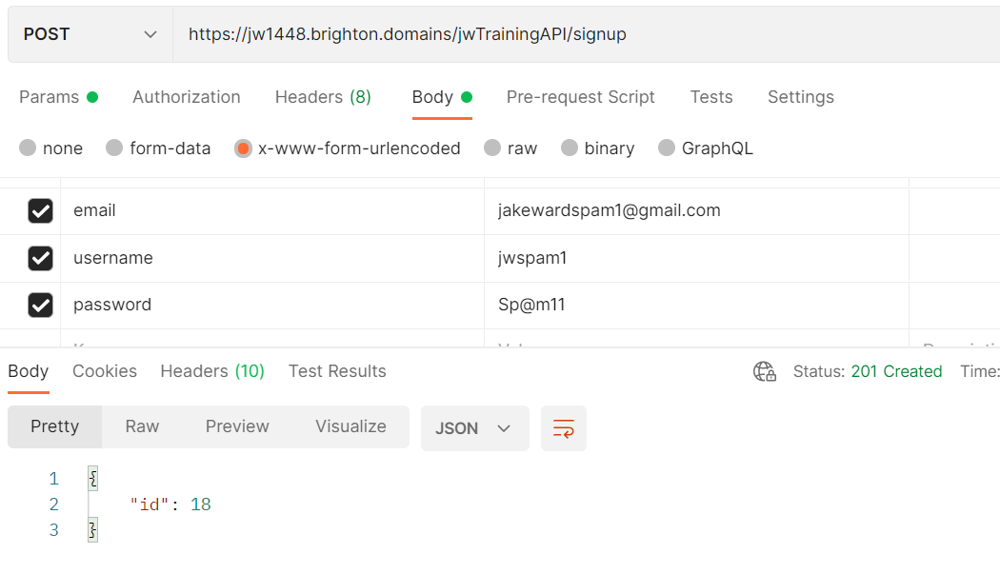 POST https://jw1448.brighton.domains/jwTrainingAPI/signup
Params Authorization Headers (8) Body Pre-request Script Tests Settings
none form-data x-www-form-urlencoded raw binary GraphQL
email jakewardspam1@gmail.com
username jwspam1
password Sp@m11
Body Cookies Headers (10) Test Results Status: 201 Created Time:
Pretty Raw Preview Visualize JSON
1 {
2 "id": 18
3 }